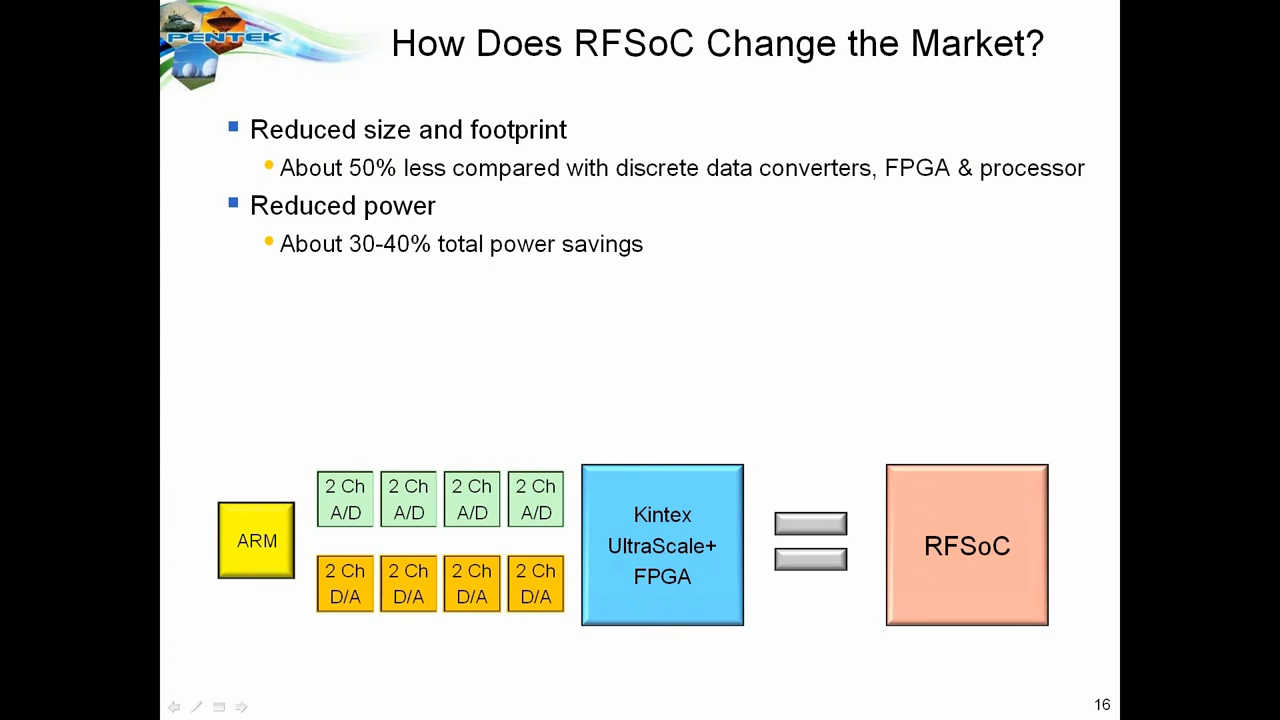 PENTEK
How Does RFSoC Change the Market?
Reduced size and footprint
About 50% less compared with discrete data converters, FPGA & processor
Reduced power
About 30-40% total power savings
ARM
2 Ch A/D
2 Ch A/D
2 Ch A/D
2 Ch A/D
2 Ch D/A
2 Ch D/A
2 Ch D/A
2 Ch D/A
Kintex
UltraScale+
FPGA
RFSoC
16